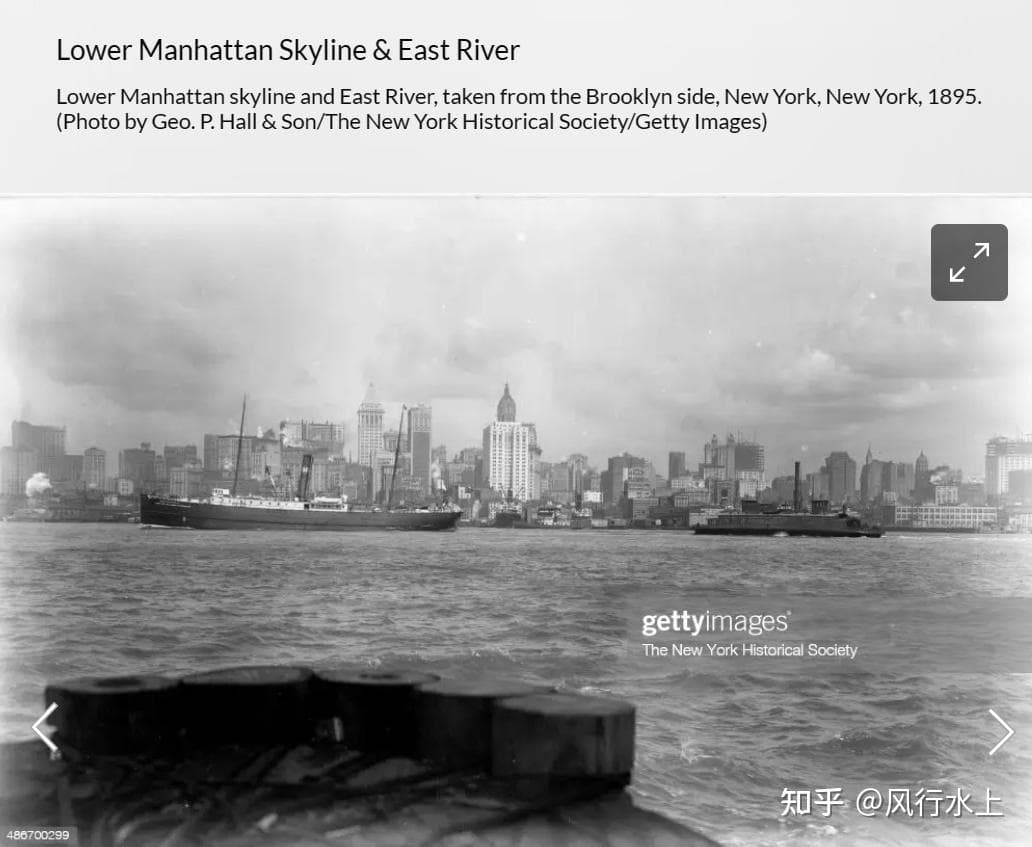 Lower Manhattan Skyline & East River
Lower Manhattan skyline and East River, taken from the Brooklyn side, New York, New York, 1895.
(Photo by Geo. P. Hall & Son/The New York Historical Society/Getty Images)
gettyimages®
The New York Historical Society
知乎 @风行水上
486700299